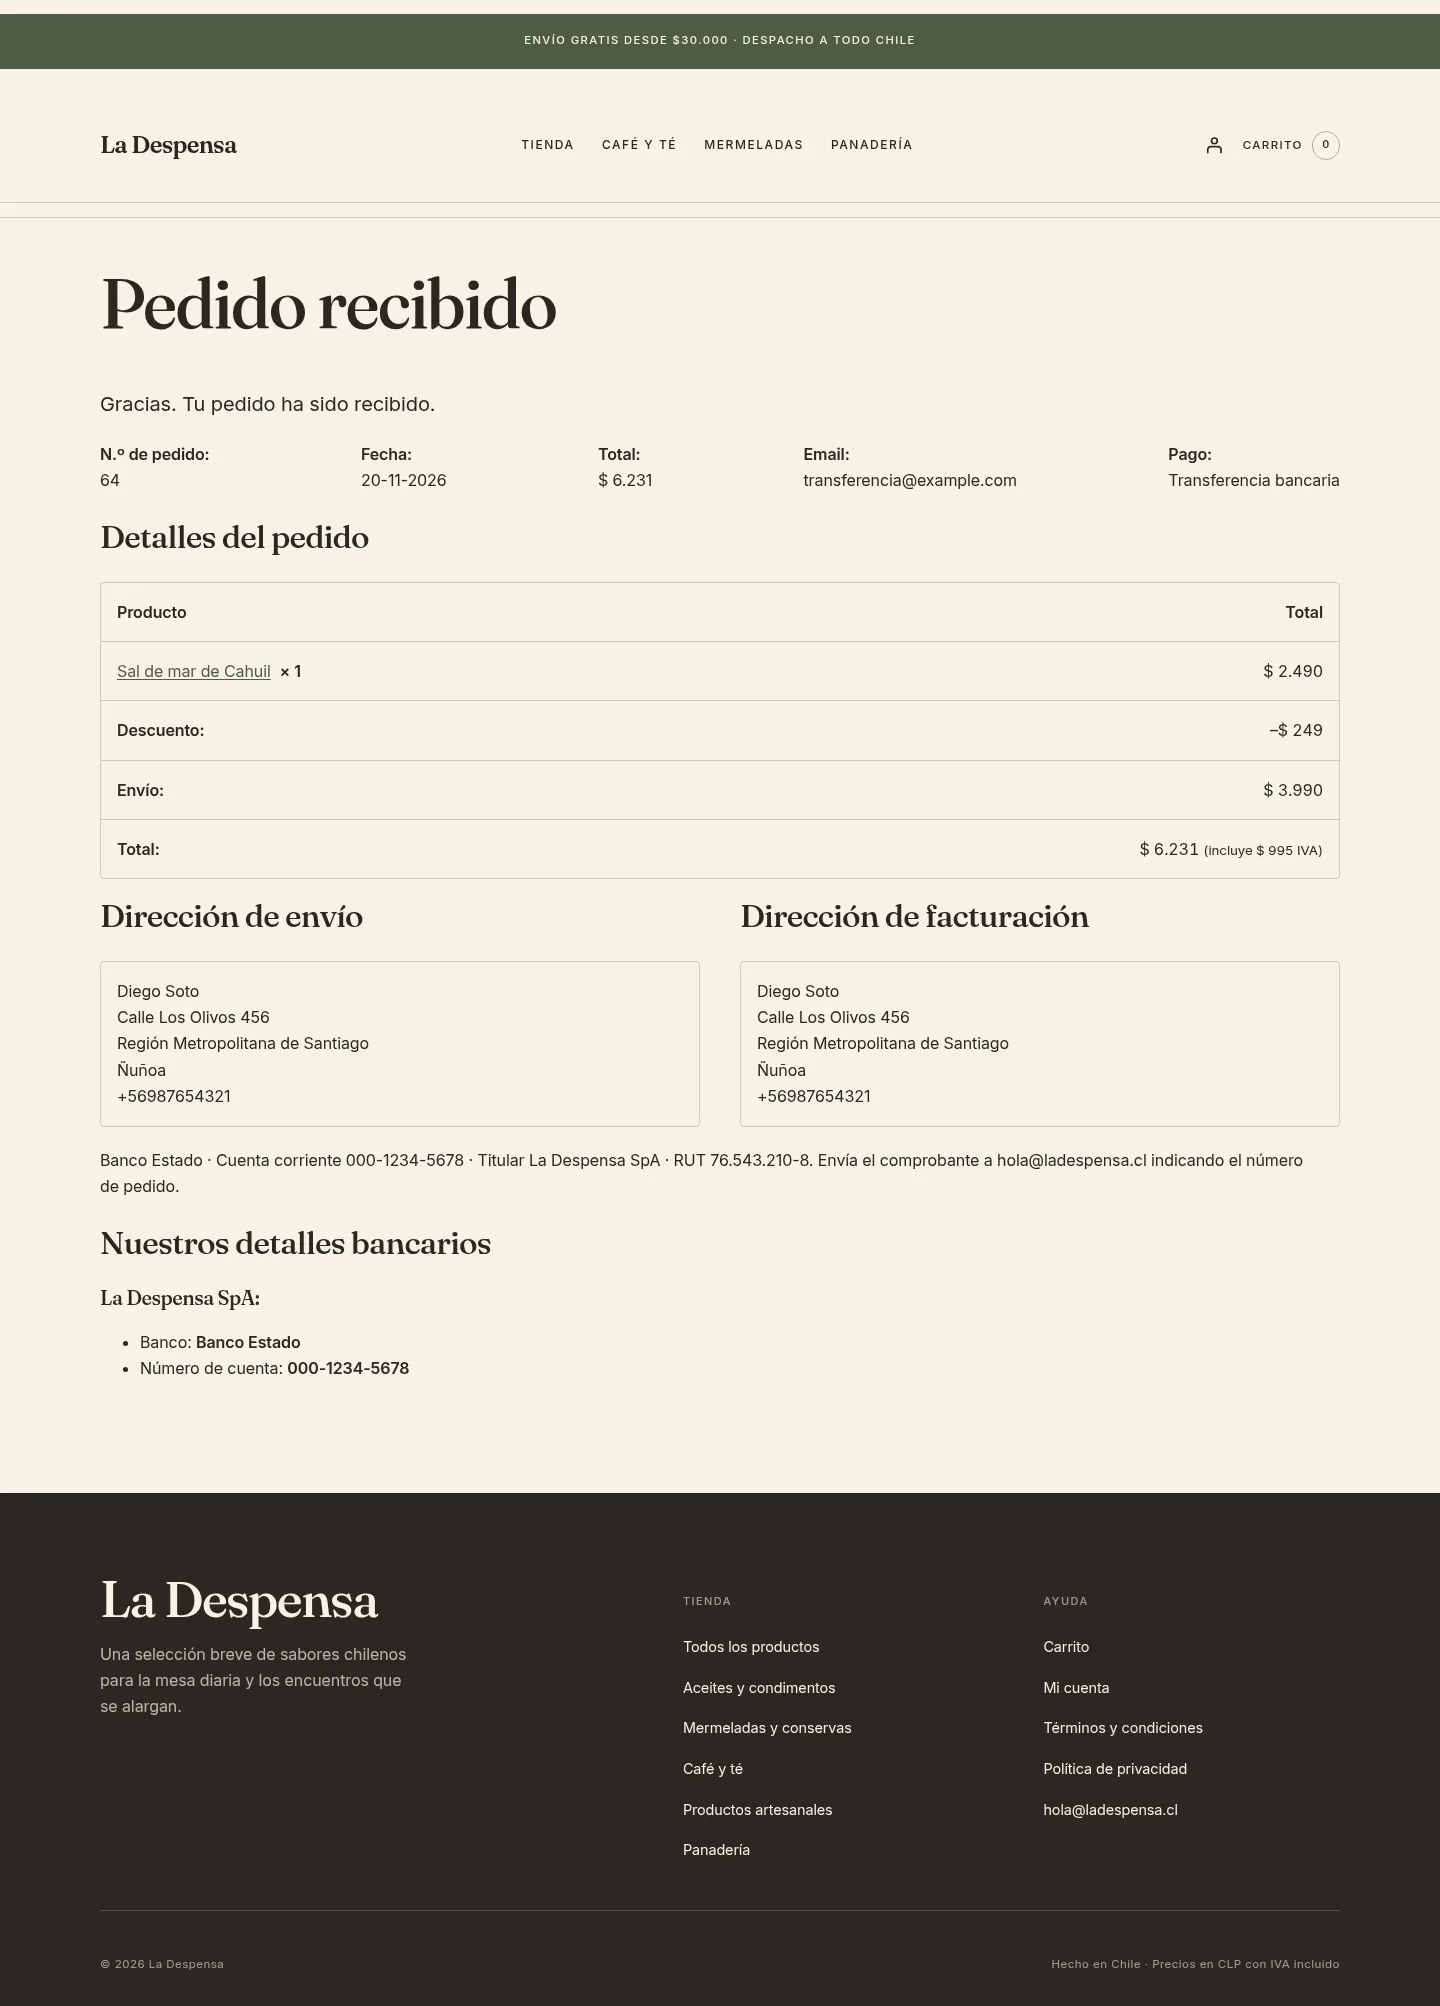 ENVÍO GRATIS DESDE $30.000 · DESPACHO A TODO CHILE
La Despensa
TIENDA CAFÉ Y TÉ MERMELADAS PANADERÍA
CARRITO 0
Pedido recibido
Gracias. Tu pedido ha sido recibido.
N.º de pedido: Fecha: Total: Email: Pago:
64 20-11-2026 $ 6.231 transferencia@example.com Transferencia bancaria
Detalles del pedido
Producto Total
Sal de mar de Cahuil × 1 $ 2.490
Descuento: –$ 249
Envío: $ 3.990
Total: $ 6.231 (incluye $ 995 IVA)
Dirección de envío
Diego Soto
Calle Los Olivos 456
Región Metropolitana de Santiago
Ñuñoa
+56987654321
Dirección de facturación
Diego Soto
Calle Los Olivos 456
Región Metropolitana de Santiago
Ñuñoa
+56987654321
Banco Estado · Cuenta corriente 000-1234-5678 · Titular La Despensa SpA · RUT 76.543.210-8. Envía el comprobante a hola@ladespensa.cl indicando el número
de pedido.
Nuestros detalles bancarios
La Despensa SpA:
• Banco: Banco Estado
• Número de cuenta: 000-1234-5678
La Despensa
Una selección breve de sabores chilenos
para la mesa diaria y los encuentros que
se alargan.
TIENDA
Todos los productos
Aceites y condimentos
Mermeladas y conservas
Café y té
Productos artesanales
Panadería
AYUDA
Carrito
Mi cuenta
Términos y condiciones
Política de privacidad
hola@ladespensa.cl
© 2026 La Despensa
Hecho en Chile · Precios en CLP con IVA incluido